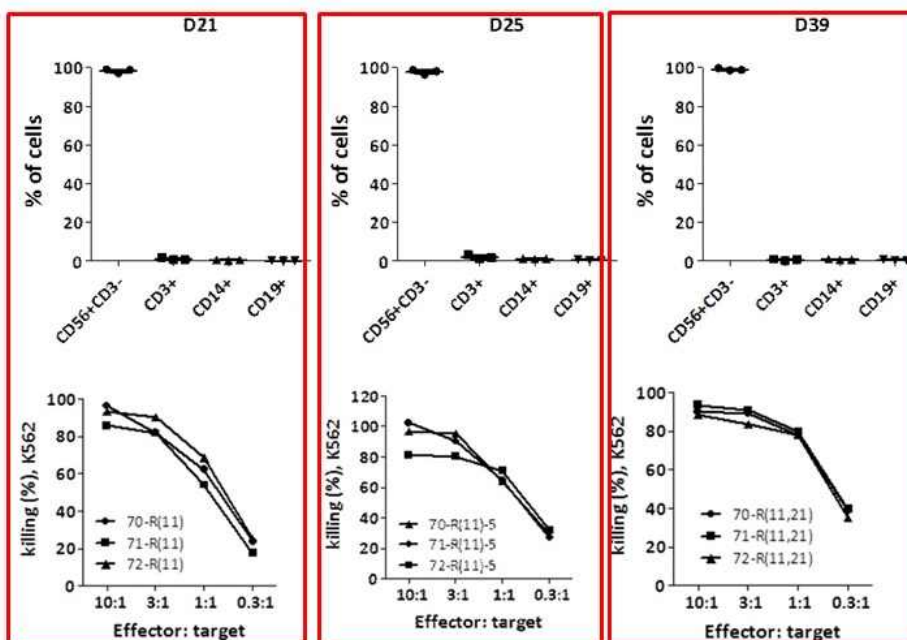 D21
100
80
60
40
20
0
% of cells
CD56+CD3-
CD3+
CD14+
CD19+
100
80
60
40
20
0
killing (%), K562
70-R(11)
71-R(11)
72-R(11)
10:1 3:1 1:1 0.3:1
Effector: target
D25
100
80
60
40
20
0
% of cells
CD56+CD3-
CD3+
CD14+
CD19+
120
100
80
60
40
20
0
killing (%), K562
70-R(11)-5
71-R(11)-5
72-R(11)-5
10:1 3:1 1:1 0.3:1
Effector: target
D39
100
80
60
40
20
0
% of cells
CD56+CD3-
CD3+
CD14+
CD19+
100
80
60
40
20
0
killing (%), K562
70-R(11,21)
71-R(11,21)
72-R(11,21)
10:1 3:1 1:1 0.3:1
Effector: target